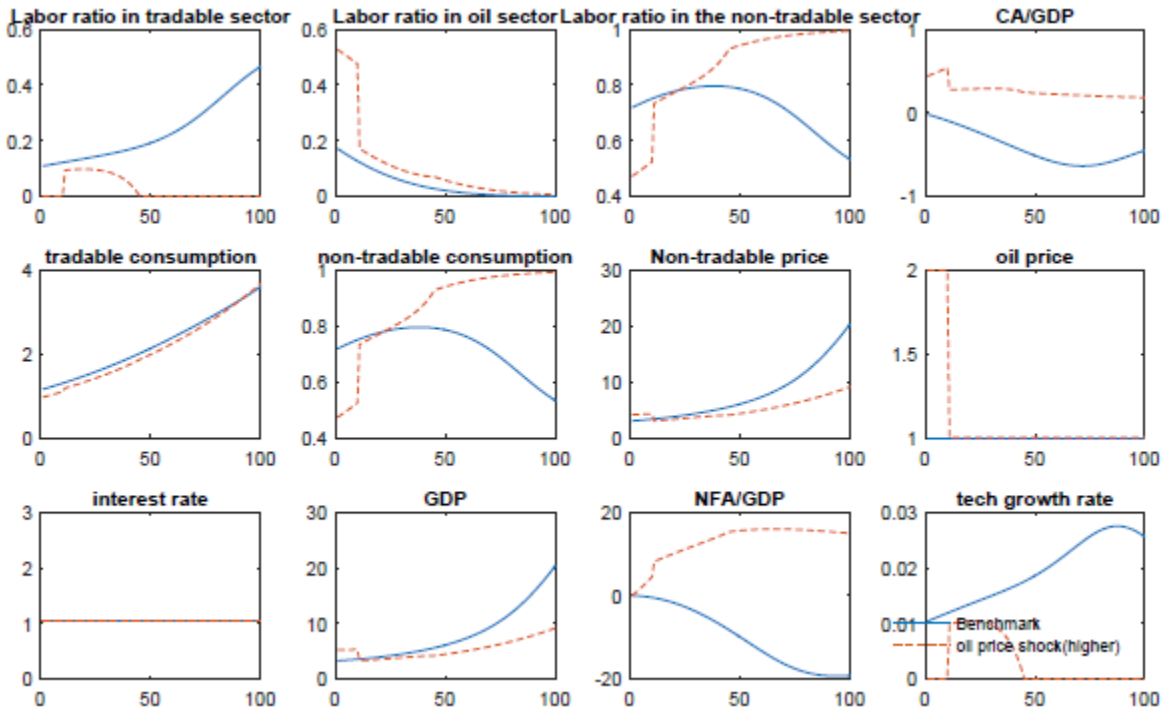 Labor ratio in tradable sector
Labor ratio in oil sector
Labor ratio in the non-tradable sector
CA/GDP
0.6
0.4
0.2
0
0 50 100
0.6
0.4
0.2
0
0 50 100
1
0.8
0.6
0.4
0 50 100
1
0
-1
0 50 100
tradable consumption
non-tradable consumption
Non-tradable price
oil price
4
2
0
0 50 100
1
0.8
0.6
0.4
0 50 100
30
20
10
0
0 50 100
2
1.5
1
0 50 100
interest rate
GDP
NFA/GDP
tech growth rate
3
2
1
0
0 50 100
30
20
10
0
0 50 100
20
0
-20
0 50 100
0.03
0.02
0.01
0
Benchmark
oil price shock(higher)
0 50 100